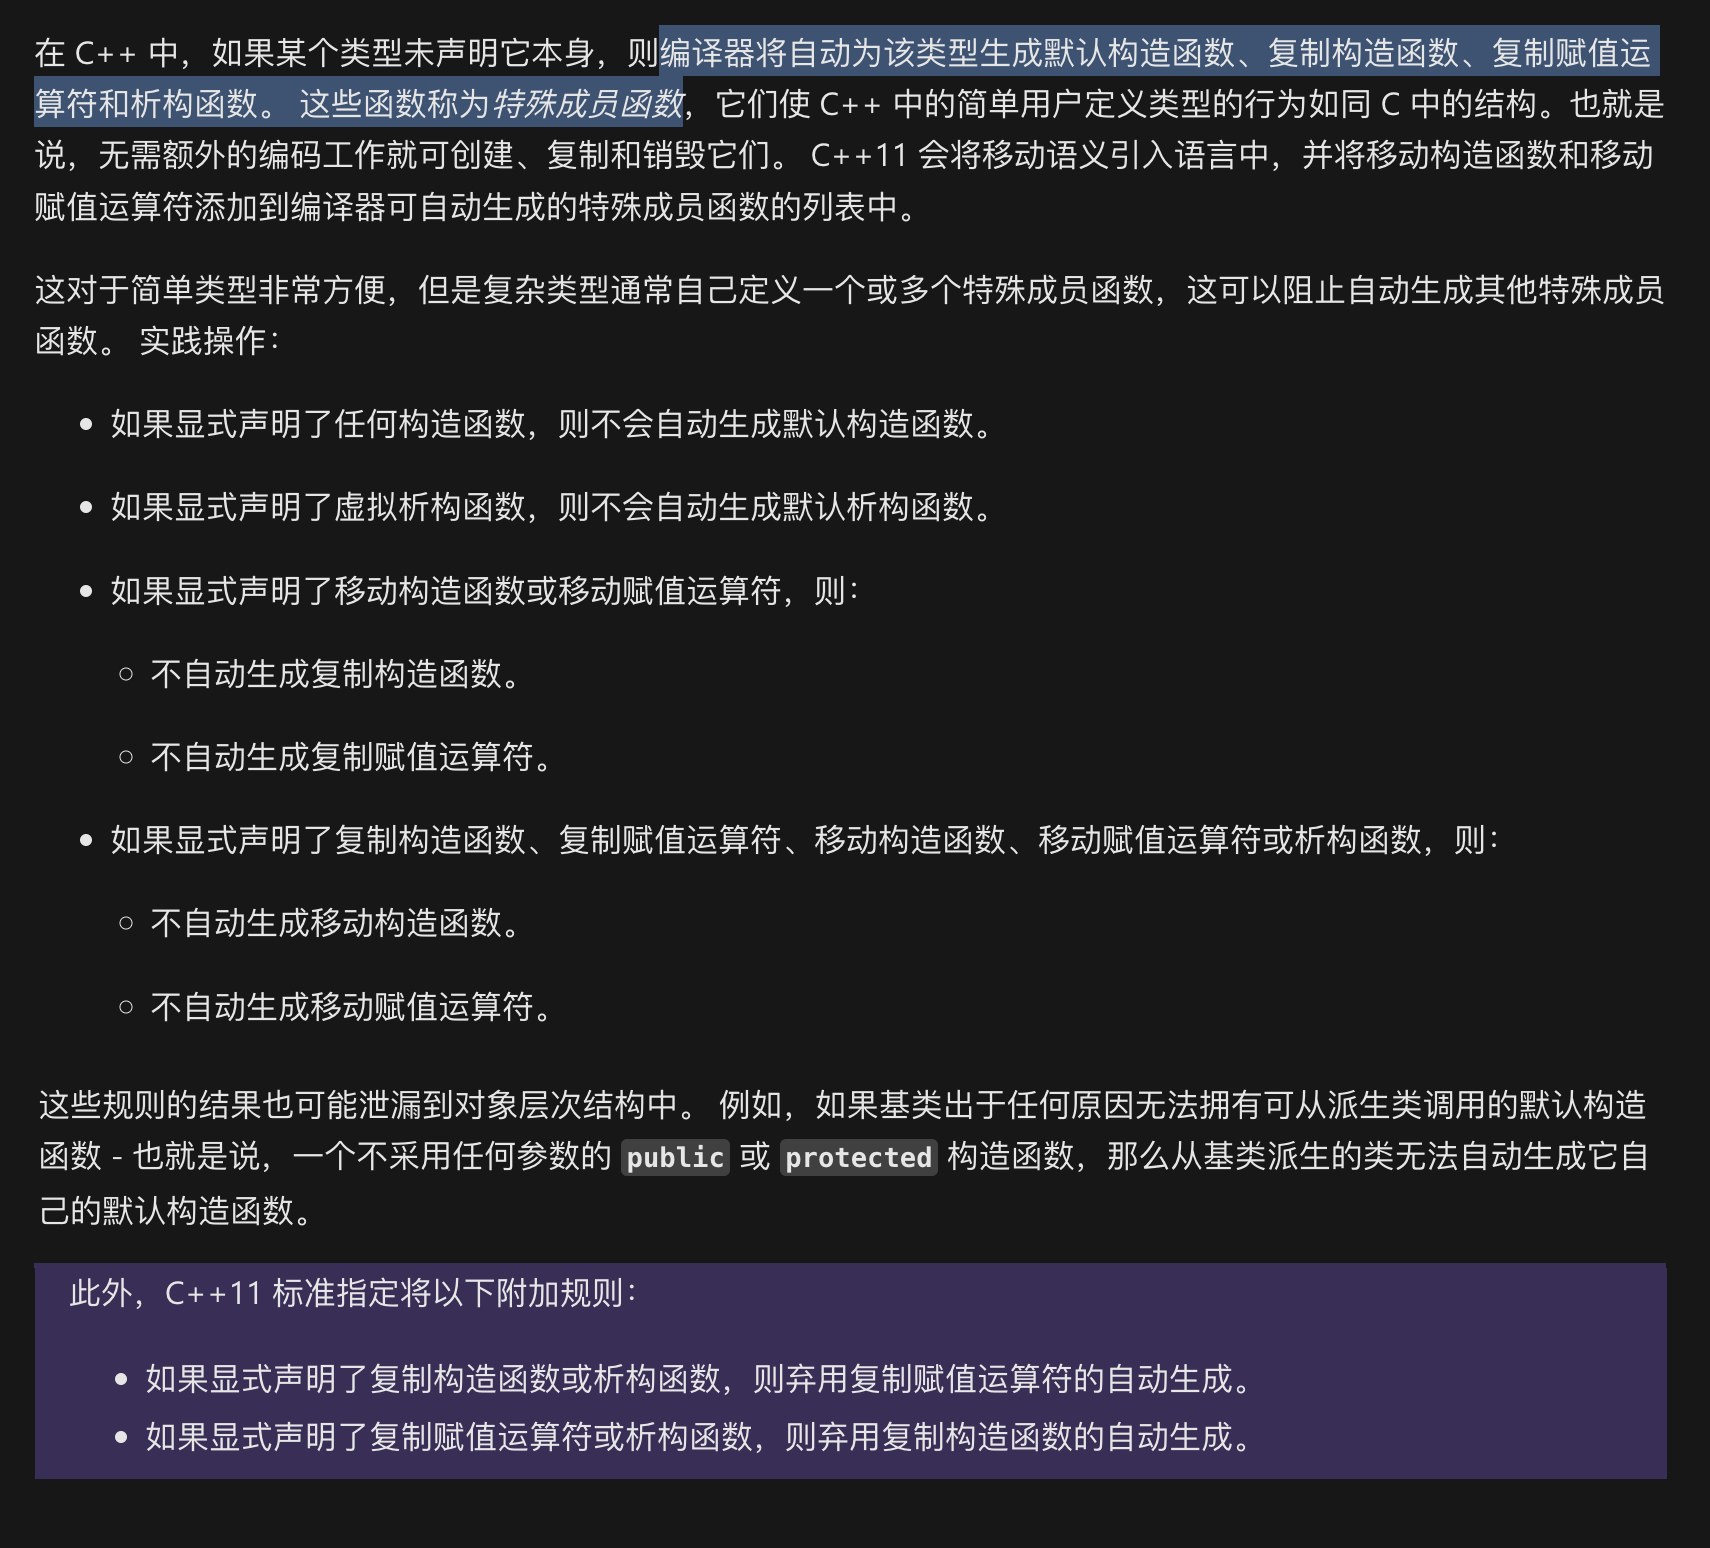 在 C++ 中，如果某个类型未声明它本身，则编译器将自动为该类型生成默认构造函数、复制构造函数、复制赋值运
算符和析构函数。 这些函数称为特殊成员函数，它们使 C++ 中的简单用户定义类型的行为如同 C 中的结构。也就是
说，无需额外的编码工作就可创建、复制和销毁它们。 C++11 会将移动语义引入语言中，并将移动构造函数和移动
赋值运算符添加到编译器可自动生成的特殊成员函数的列表中。
这对于简单类型非常方便，但是复杂类型通常自己定义一个或多个特殊成员函数，这可以阻止自动生成其他特殊成员
函数。 实践操作：
• 如果显式声明了任何构造函数，则不会自动生成默认构造函数。
• 如果显式声明了虚拟析构函数，则不会自动生成默认析构函数。
• 如果显式声明了移动构造函数或移动赋值运算符，则：
○ 不自动生成复制构造函数。
○ 不自动生成复制赋值运算符。
• 如果显式声明了复制构造函数、复制赋值运算符、移动构造函数、移动赋值运算符或析构函数，则：
○ 不自动生成移动构造函数。
○ 不自动生成移动赋值运算符。
这些规则的结果也可能泄漏到对象层次结构中。 例如，如果基类出于任何原因无法拥有可从派生类调用的默认构造
函数 - 也就是说，一个不采用任何参数的 public 或 protected 构造函数，那么从基类派生的类无法自动生成它自
己的默认构造函数。
此外，C++11 标准指定将以下附加规则：
• 如果显式声明了复制构造函数或析构函数，则弃用复制赋值运算符的自动生成。
• 如果显式声明了复制赋值运算符或析构函数，则弃用复制构造函数的自动生成。